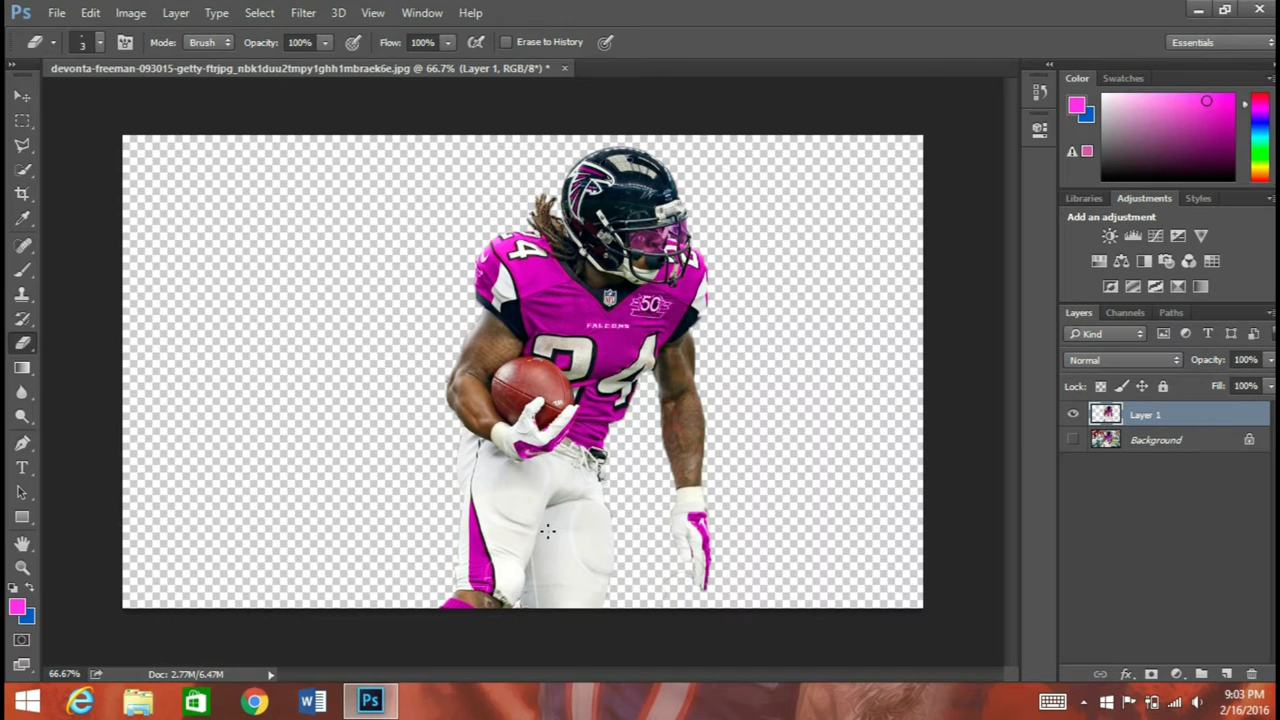 Ps File Edit Image Layer Type Select Filter 3D View Window Help
3 Mode: Brush Opacity: 100% Flow: 100% Erase to History Essentials
devonta-freeman-093015-getty-ftrjpg_nbk1duu2tmpy1ghh1mbraek6e.jpg @ 66.7% (Layer 1, RGB/8*) *
Color Swatches
Libraries Adjustments Styles
Add an adjustment
Layers Channels Paths
Kind
Normal Opacity: 100%
Lock: Fill: 100%
Layer 1
Background
24
50
FALCONS
24
66.67% Doc: 2.77M/6.47M
Ps
9:03 PM
2/16/2016